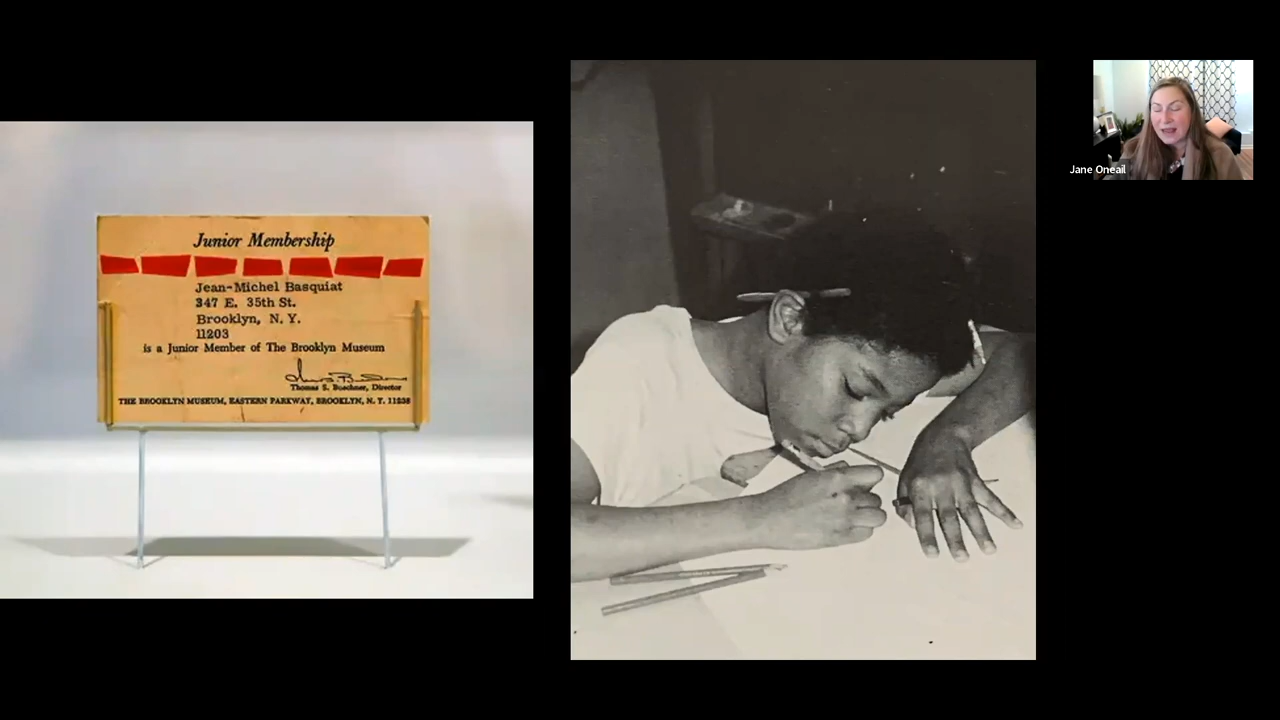 Junior Membership
Jean-Michel Basquiat
347 E. 35th St.
Brooklyn, N. Y.
11203
is a Junior Member of The Brooklyn Museum
Thomas S. Buechner, Director
THE BROOKLYN MUSEUM, EASTERN PARKWAY, BROOKLYN, N. Y. 11238
Jane Oneail